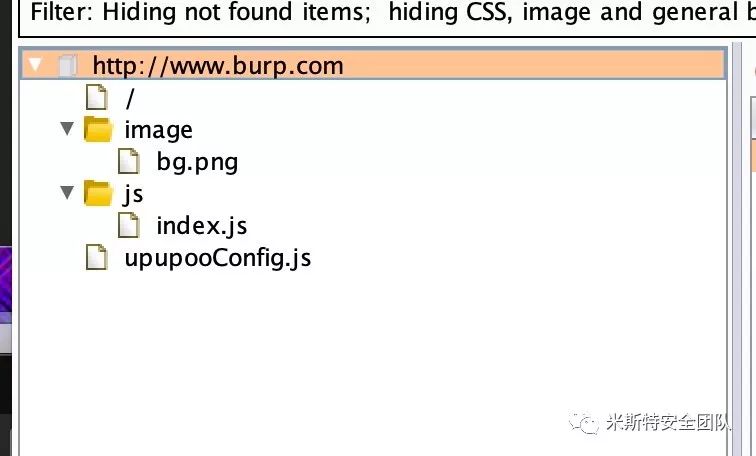 Filter: Hiding not found items;  hiding CSS, image and general b
http://www.burp.com
/
image
bg.png
js
index.js
upupooConfig.js
米斯特安全团队